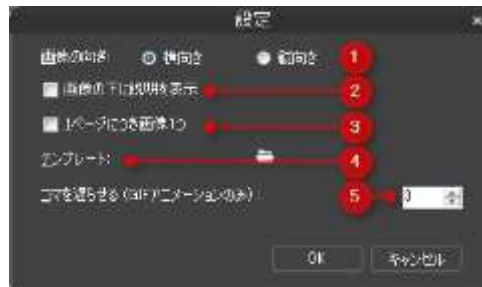 設定
画像の向き 横向き 縦向き 1
画像の下に説明を表示 2
1ページにつき画像1つ 3
テンプレート: 4
コマを遅らせる (GIFアニメーションのみ) 5
OK キャンセル